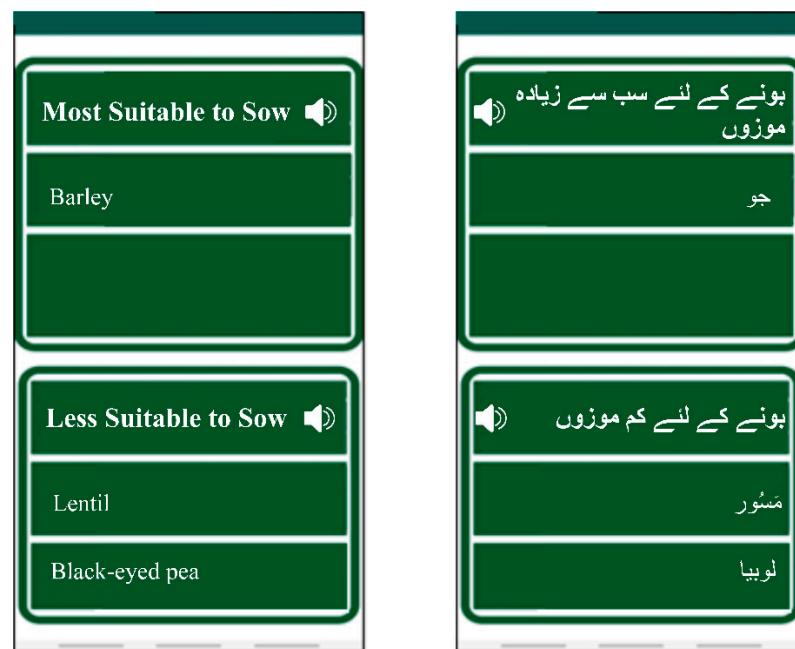 Most Suitable to Sow
Barley
Less Suitable to Sow
Lentil
Black-eyed pea
بونے کے لئے سب سے زیادہ
موزوں
جو
بونے کے لئے کم موزوں
مَسُور
لوبیا